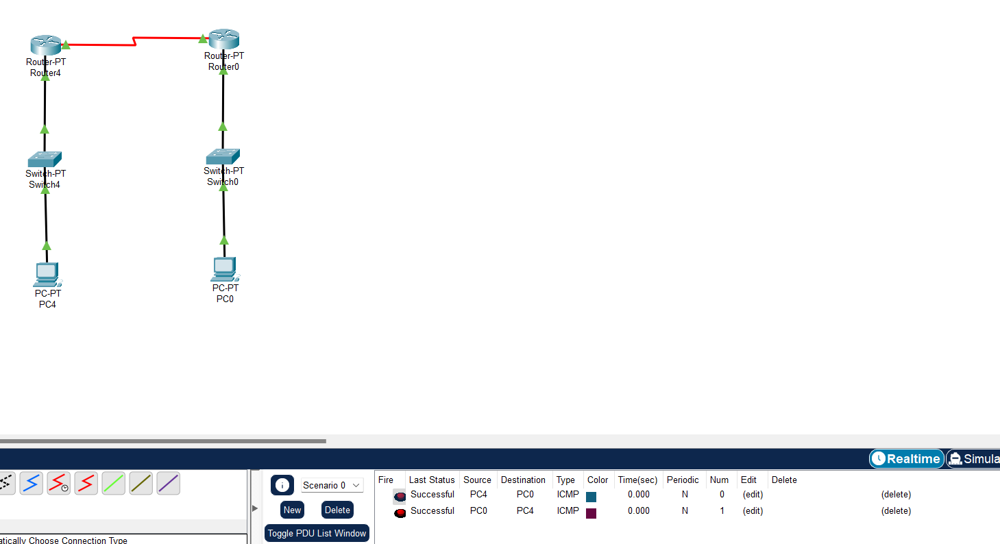 Router-PT
Router4
Router-PT
Router0
Switch-PT
Switch4
Switch-PT
Switch0
PC-PT
PC4
PC-PT
PC0
Realtime
Simula
Scenario 0
New
Delete
Toggle PDU List Window
Fire Last Status Source Destination Type Color Time(sec) Periodic Num Edit Delete
Successful PC4 PC0 ICMP 0.000 N 0 (edit) (delete)
Successful PC0 PC4 ICMP 0.000 N 1 (edit) (delete)
atically Choose Connection Type